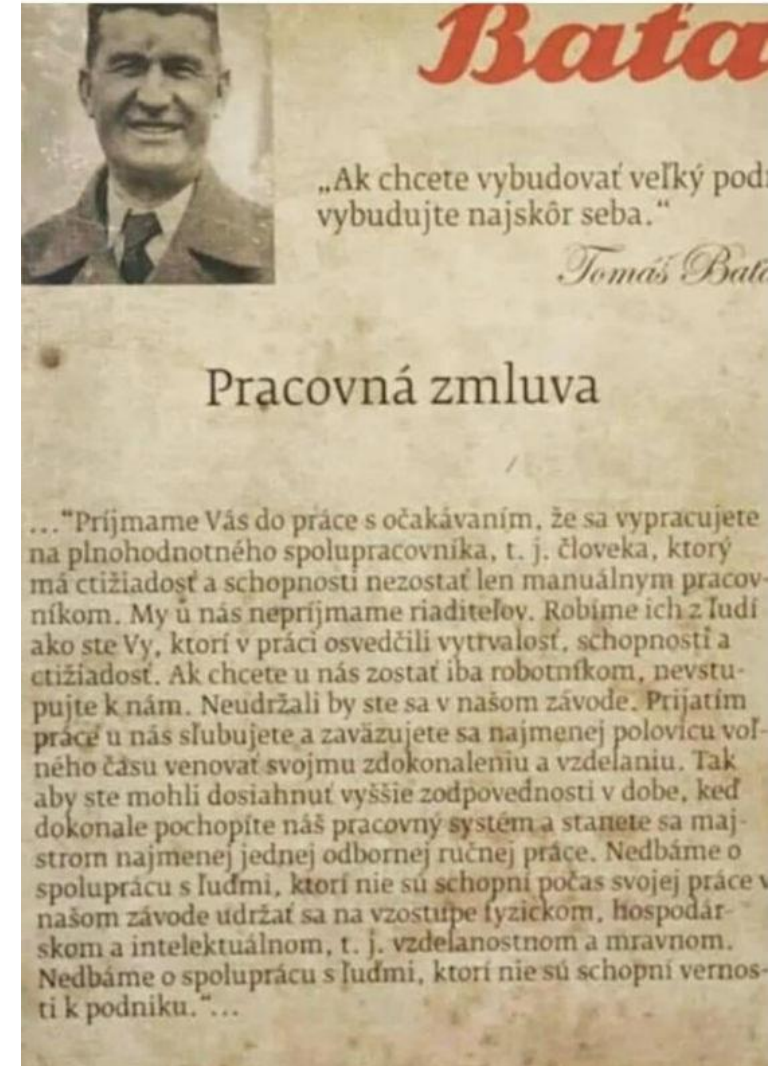 Baťa
„Ak chcete vybudovať veľký
vybudujte najskôr seba.“
Tomáš Baťa
Pracovná zmluva
...“Príjmame Vás do práce s očakávaním, že sa vypracujete
na plnohodnotného spolupracovníka, t. j. človeka, ktorý
má ctižiadosť a schopnosti nezostať len manuálnym pracov-
níkom. My u nás nepríjmame riaditeľov. Robíme ich z ľudí
ako ste Vy, ktorí v práci osvedčili vytrvalosť, schopnosti a
ctižiadosť. Ak chcete u nás zostať iba robotníkom, nevstu-
pujte k nám. Neudržali by ste sa v našom závode. Prijatím
práce u nás sľubujete a zaväzujete sa najmenej polovicu voľ-
ného času venovať svojmu zdokonaleniu a vzdelaniu. Tak
aby ste mohli dosiahnuť vyššie zodpovednosti v dobe, keď
dokonale pochopíte náš pracovný systém a stanete sa maj-
strom najmenej jednej odbornej ručnej práce. Nedbáme o
spoluprácu s ľuďmi, ktorí nie sú schopní počas svojej práce v
našom závode udržať sa na vzostupe fyzickom, hospodár-
skom a intelektuálnom, t. j. vzdelanostnom a mravnom.
Nedbáme o spoluprácu s ľuďmi, ktorí nie sú schopní vernos-
ti k podniku.“...